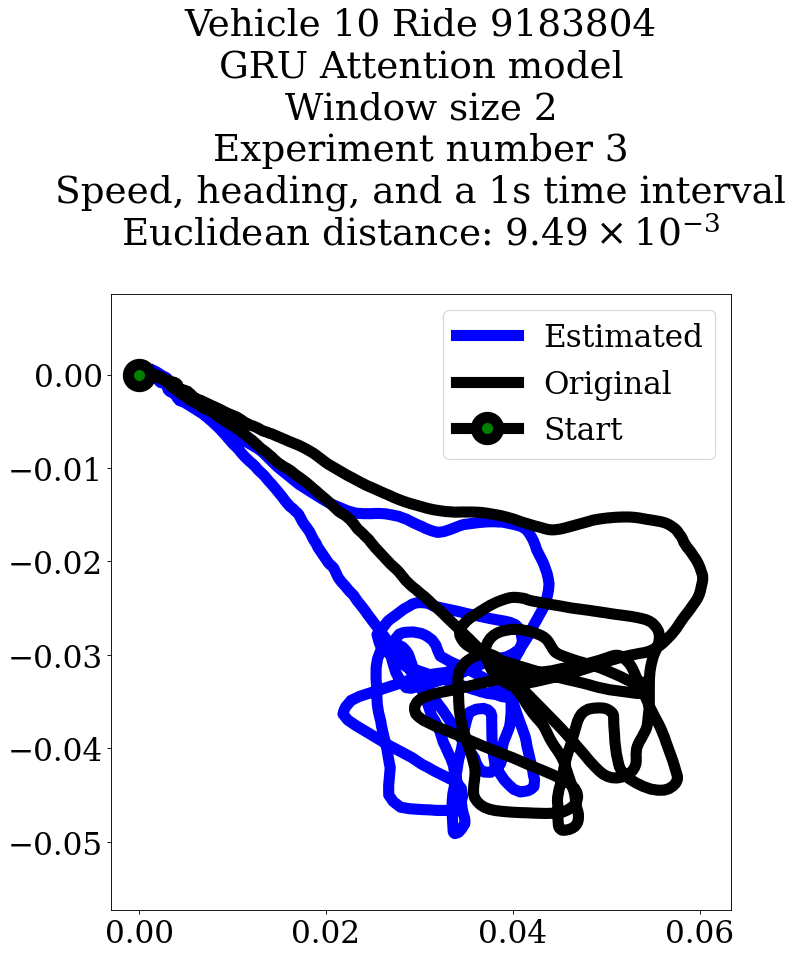 Vehicle 10 Ride 9183804
GRU Attention model
Window size 2
Experiment number 3
Speed, heading, and a 1s time interval
Euclidean distance: 9.49 × 10⁻³
Estimated
Original
Start
0.00
−0.01
−0.02
−0.03
−0.04
−0.05
0.00 0.02 0.04 0.06